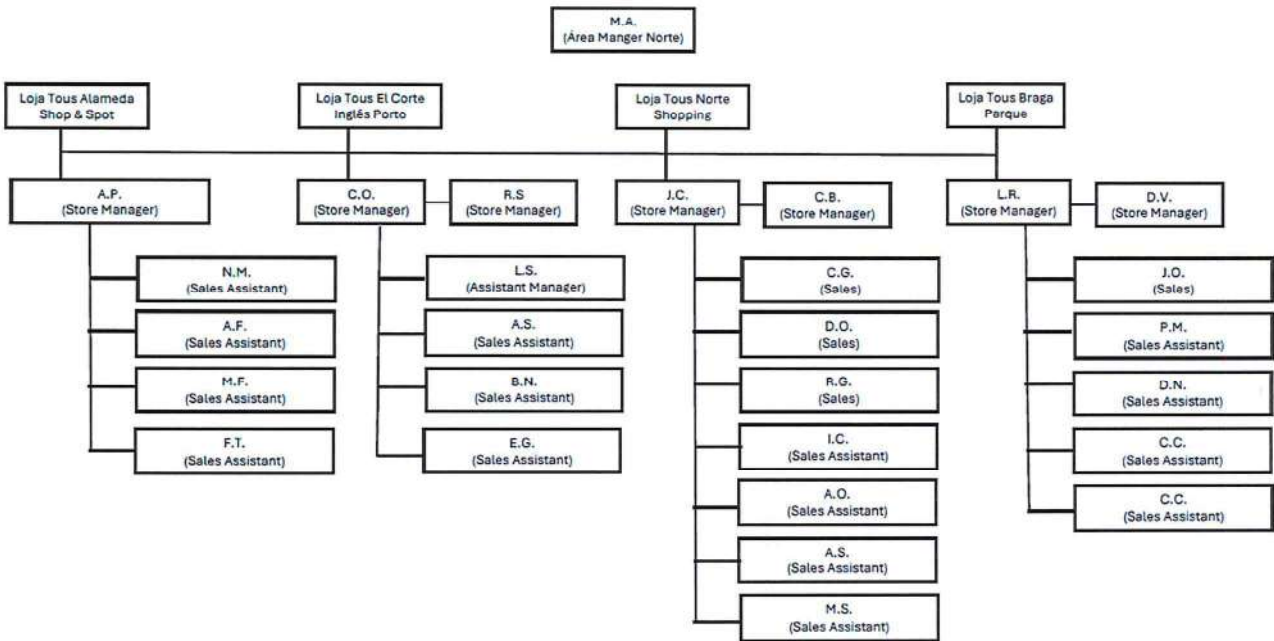 M.A.
(Área Manger Norte)
Loja Tous Alameda
Shop & Spot
Loja Tous El Corte
Inglês Porto
Loja Tous Norte
Shopping
Loja Tous Braga
Parque
A.P.
(Store Manager)
C.O.
(Store Manager)
R.S
(Store Manager)
J.C.
(Store Manager)
C.B.
(Store Manager)
L.R.
(Store Manager)
D.V.
(Store Manager)
N.M.
(Sales Assistant)
A.F.
(Sales Assistant)
M.F.
(Sales Assistant)
F.T.
(Sales Assistant)
L.S.
(Assistant Manager)
A.S.
(Sales Assistant)
B.N.
(Sales Assistant)
E.G.
(Sales Assistant)
C.G.
(Sales)
D.O.
(Sales)
R.G.
(Sales)
I.C.
(Sales Assistant)
A.O.
(Sales Assistant)
A.S.
(Sales Assistant)
M.S.
(Sales Assistant)
J.O.
(Sales)
P.M.
(Sales Assistant)
D.N.
(Sales Assistant)
C.C.
(Sales Assistant)
C.C.
(Sales Assistant)